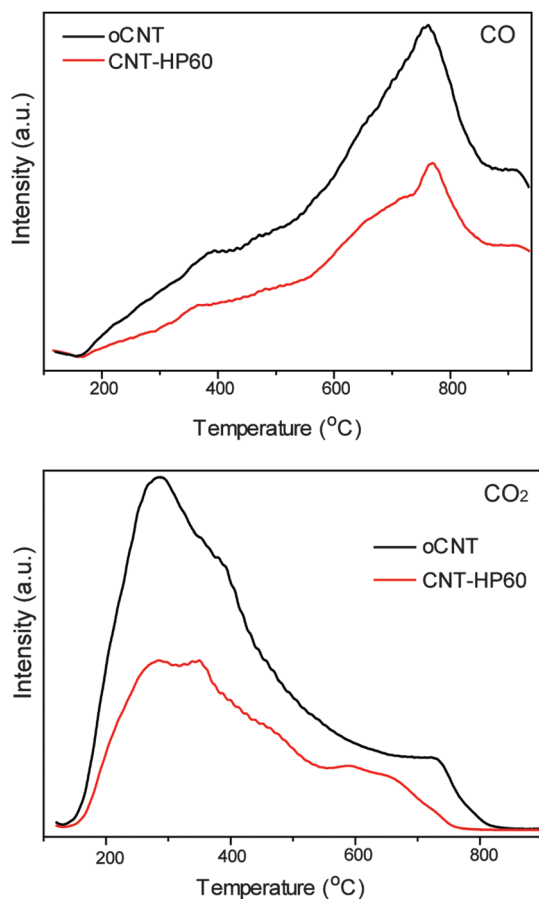 oCNT
CO
CNT-HP60
Intensity (a.u.)
200
400
600
800
Temperature (°C)
CO₂
oCNT
CNT-HP60
Intensity (a.u.)
200
400
600
800
Temperature (°C)